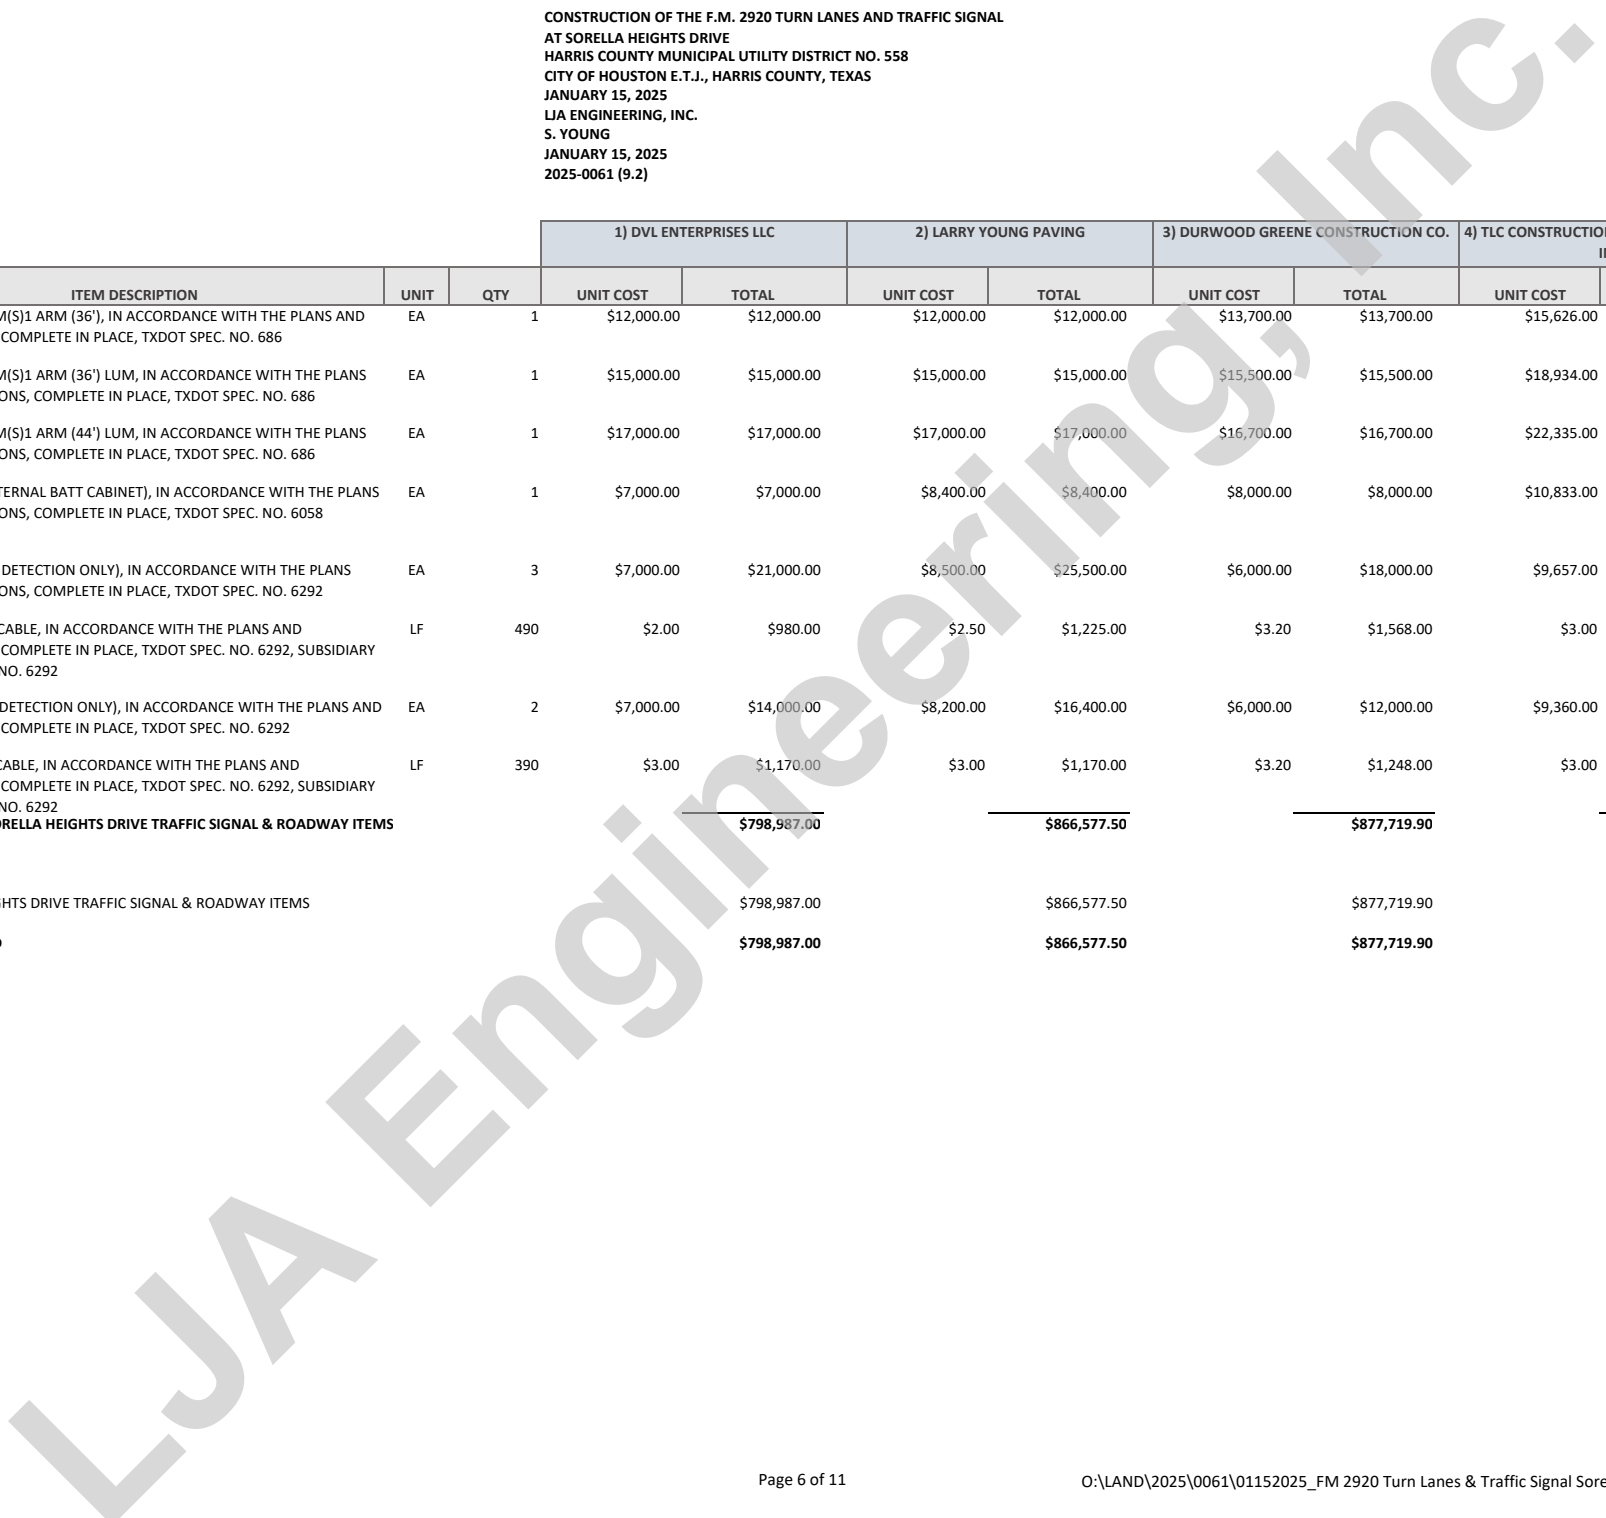 CONSTRUCTION OF THE F.M. 2920 TURN LANES AND TRAFFIC SIGNAL
AT SORELLA HEIGHTS DRIVE
HARRIS COUNTY MUNICIPAL UTILITY DISTRICT NO. 558
CITY OF HOUSTON E.T.J., HARRIS COUNTY, TEXAS
JANUARY 15, 2025
LJA ENGINEERING, INC.
S. YOUNG
JANUARY 15, 2025
2025-0061 (9.2)
1) DVL ENTERPRISES LLC 2) LARRY YOUNG PAVING 3) DURWOOD GREENE CONSTRUCTION CO. 4) TLC CONSTRUCTIO
ITEM DESCRIPTION UNIT QTY UNIT COST TOTAL UNIT COST TOTAL UNIT COST TOTAL UNIT COST
M(S)1 ARM (36'), IN ACCORDANCE WITH THE PLANS AND EA 1 $12,000.00 $12,000.00 $12,000.00 $12,000.00 $13,700.00 $13,700.00 $15,626.00
COMPLETE IN PLACE, TXDOT SPEC. NO. 686
M(S)1 ARM (36') LUM, IN ACCORDANCE WITH THE PLANS EA 1 $15,000.00 $15,000.00 $15,000.00 $15,000.00 $15,500.00 $15,500.00 $18,934.00
ONS, COMPLETE IN PLACE, TXDOT SPEC. NO. 686
M(S)1 ARM (44') LUM, IN ACCORDANCE WITH THE PLANS EA 1 $17,000.00 $17,000.00 $17,000.00 $17,000.00 $16,700.00 $16,700.00 $22,335.00
ONS, COMPLETE IN PLACE, TXDOT SPEC. NO. 686
TERNAL BATT CABINET), IN ACCORDANCE WITH THE PLANS EA 1 $7,000.00 $7,000.00 $8,400.00 $8,400.00 $8,000.00 $8,000.00 $10,833.00
ONS, COMPLETE IN PLACE, TXDOT SPEC. NO. 6058
DETECTION ONLY), IN ACCORDANCE WITH THE PLANS EA 3 $7,000.00 $21,000.00 $8,500.00 $25,500.00 $6,000.00 $18,000.00 $9,657.00
ONS, COMPLETE IN PLACE, TXDOT SPEC. NO. 6292
CABLE, IN ACCORDANCE WITH THE PLANS AND LF 490 $2.00 $980.00 $2.50 $1,225.00 $3.20 $1,568.00 $3.00
COMPLETE IN PLACE, TXDOT SPEC. NO. 6292, SUBSIDIARY
NO. 6292
DETECTION ONLY), IN ACCORDANCE WITH THE PLANS AND EA 2 $7,000.00 $14,000.00 $8,200.00 $16,400.00 $6,000.00 $12,000.00 $9,360.00
COMPLETE IN PLACE, TXDOT SPEC. NO. 6292
CABLE, IN ACCORDANCE WITH THE PLANS AND LF 390 $3.00 $1,170.00 $3.00 $1,170.00 $3.20 $1,248.00 $3.00
COMPLETE IN PLACE, TXDOT SPEC. NO. 6292, SUBSIDIARY
NO. 6292
ORELLA HEIGHTS DRIVE TRAFFIC SIGNAL & ROADWAY ITEMS $798,987.00 $866,577.50 $877,719.90
GHTS DRIVE TRAFFIC SIGNAL & ROADWAY ITEMS $798,987.00 $866,577.50 $877,719.90
$798,987.00 $866,577.50 $877,719.90
LJA Engineering, Inc.
Page 6 of 11 O:\LAND\2025\0061\01152025_FM 2920 Turn Lanes & Traffic Signal Sore